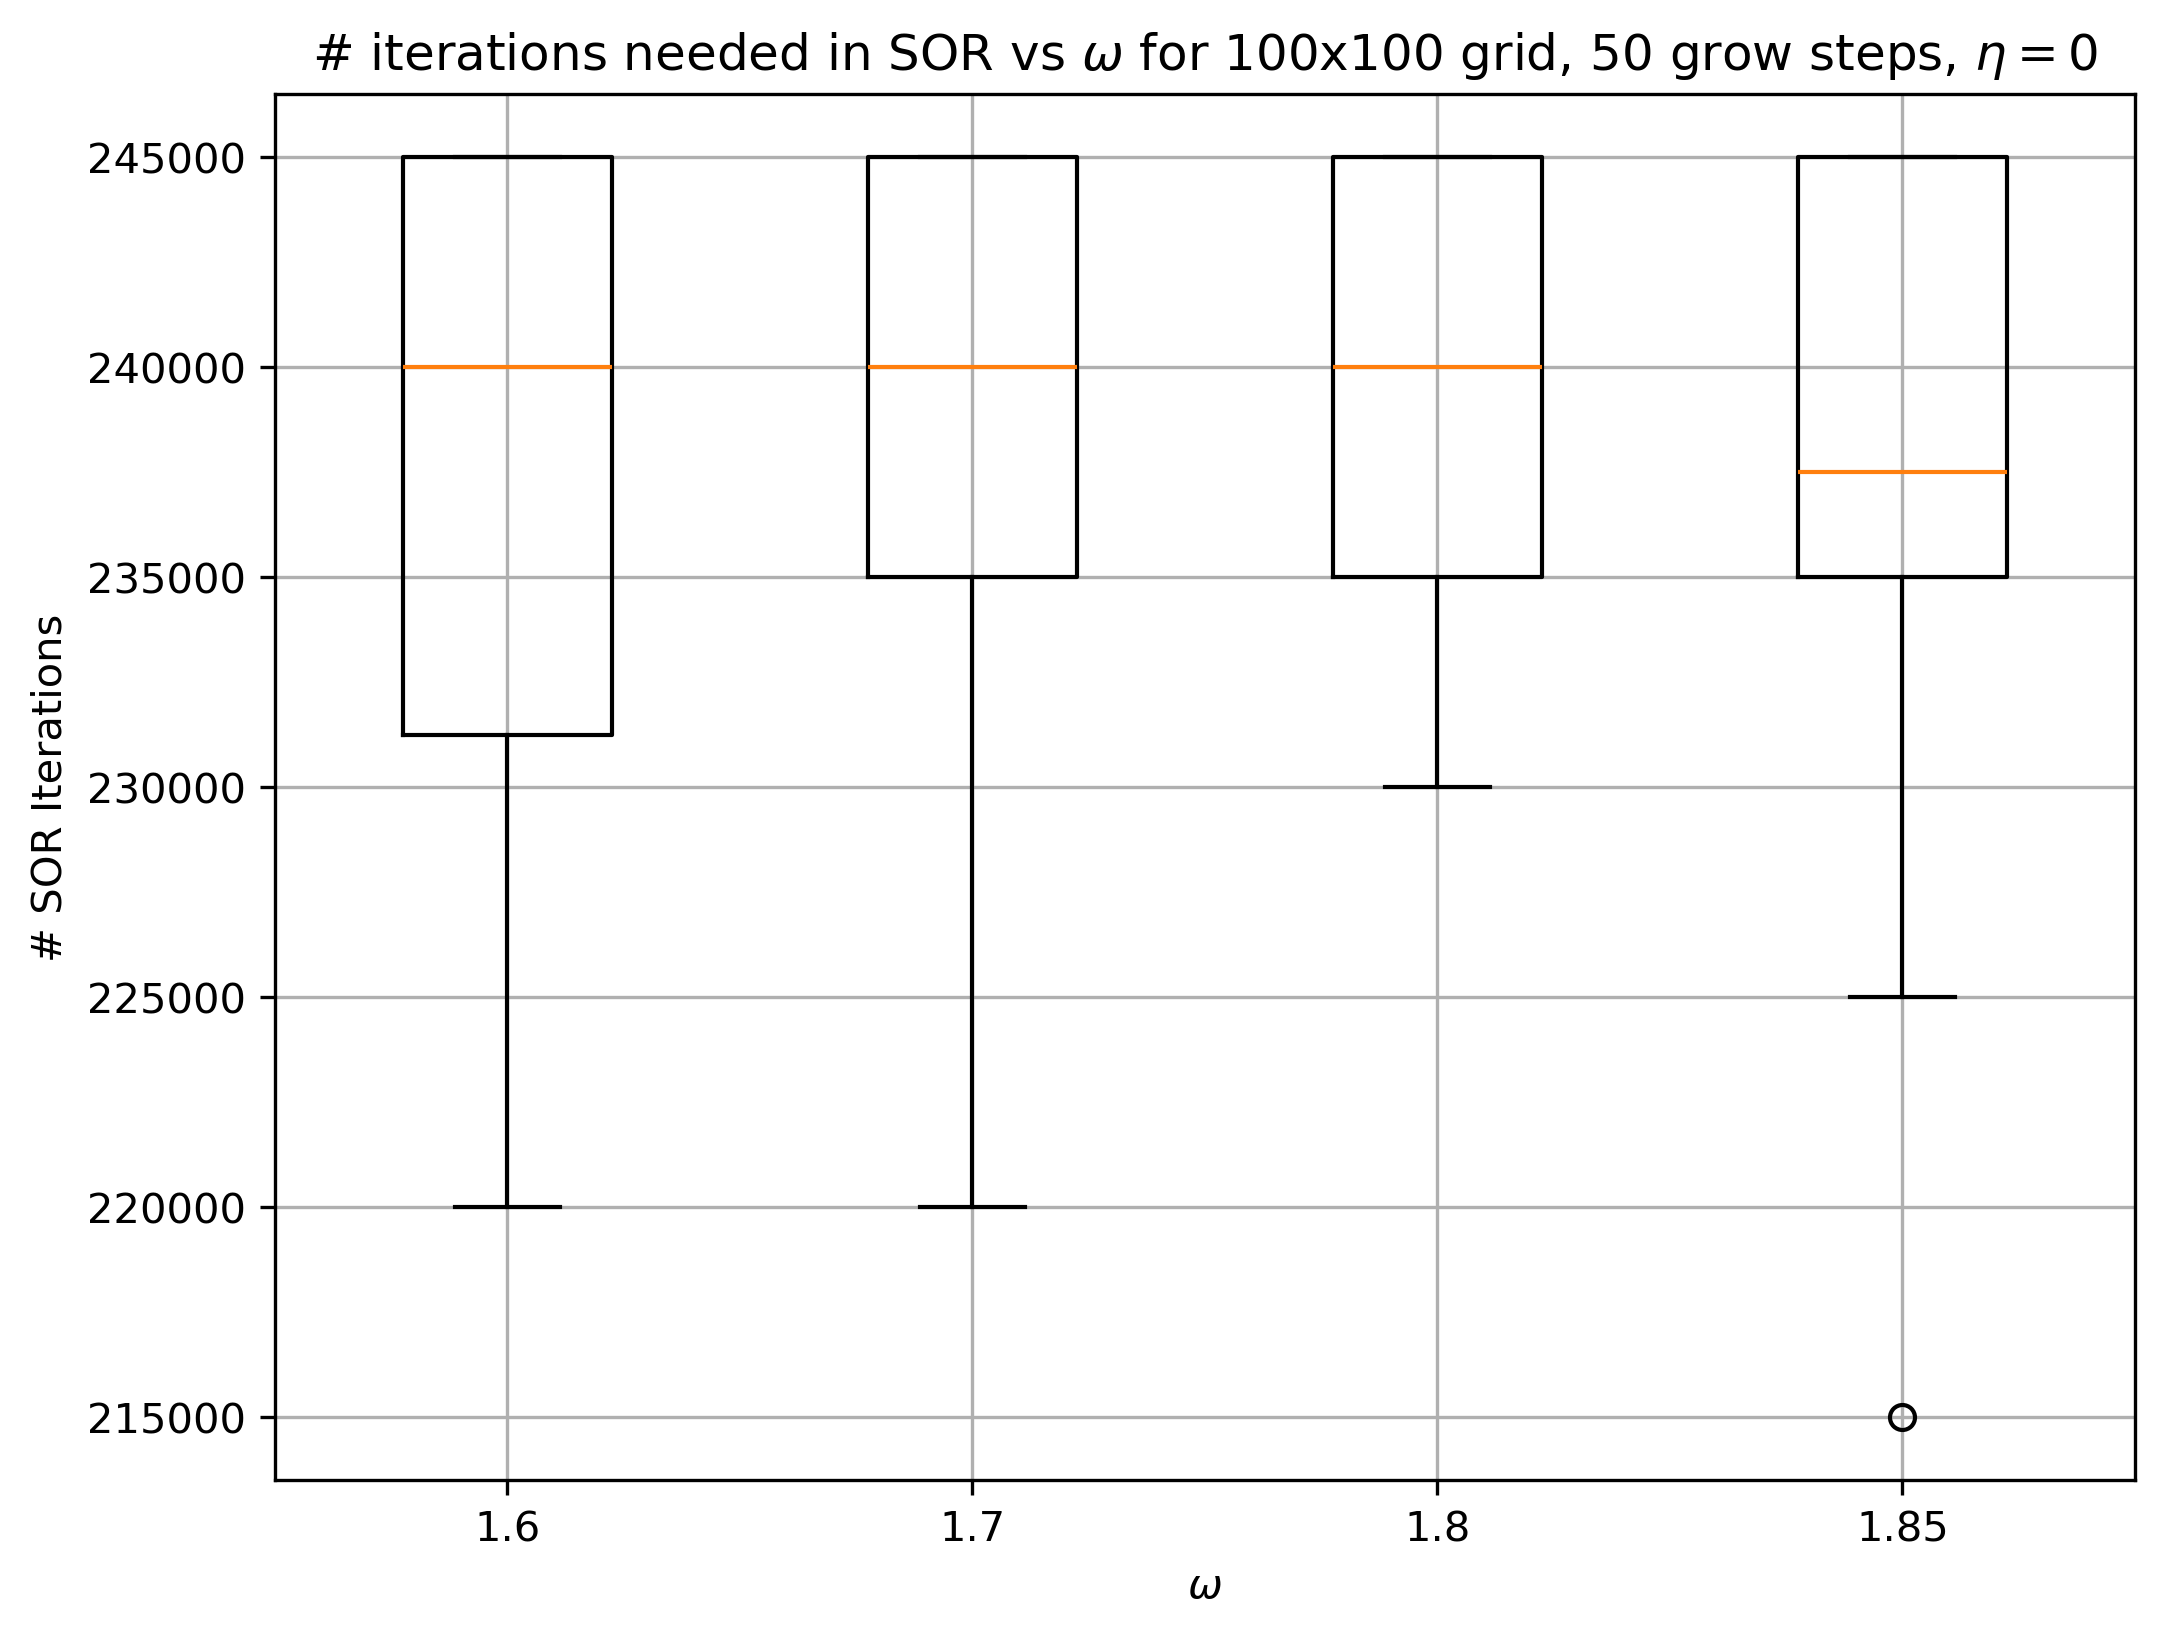 # iterations needed in SOR vs ω for 100x100 grid, 50 grow steps, η = 0
245000
240000
235000
230000
225000
220000
215000
# SOR Iterations
1.6 1.7 1.8 1.85
ω